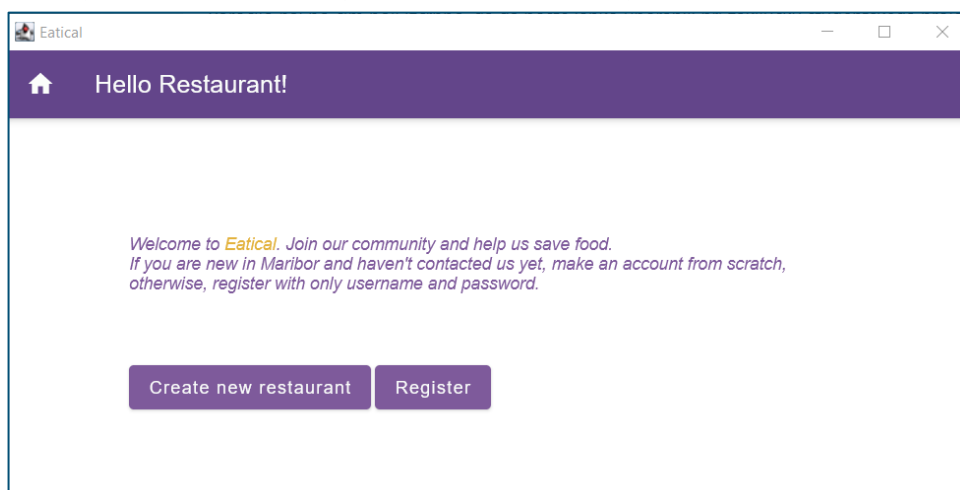 Eatical
Hello Restaurant!
Welcome to Eatical. Join our community and help us save food.
If you are new in Maribor and haven't contacted us yet, make an account from scratch,
otherwise, register with only username and password.
Create new restaurant Register